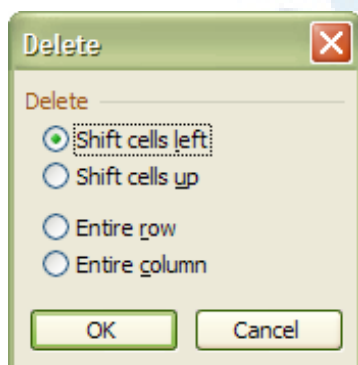 Delete
Delete
Shift cells left
Shift cells up
Entire row
Entire column
OK Cancel